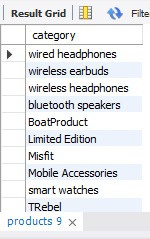 Result Grid Filte
category
wired headphones
wireless earbuds
wireless headphones
bluetooth speakers
BoatProduct
Limited Edition
Misfit
Mobile Accessories
smart watches
TRebel
products 9